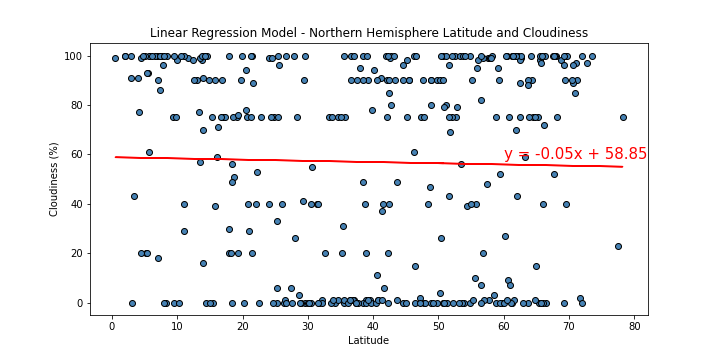 Linear Regression Model - Northern Hemisphere Latitude and Cloudiness
100
80
60
40
20
0
Cloudiness (%)
y = -0.05x + 58.85
0 10 20 30 40 50 60 70 80
Latitude